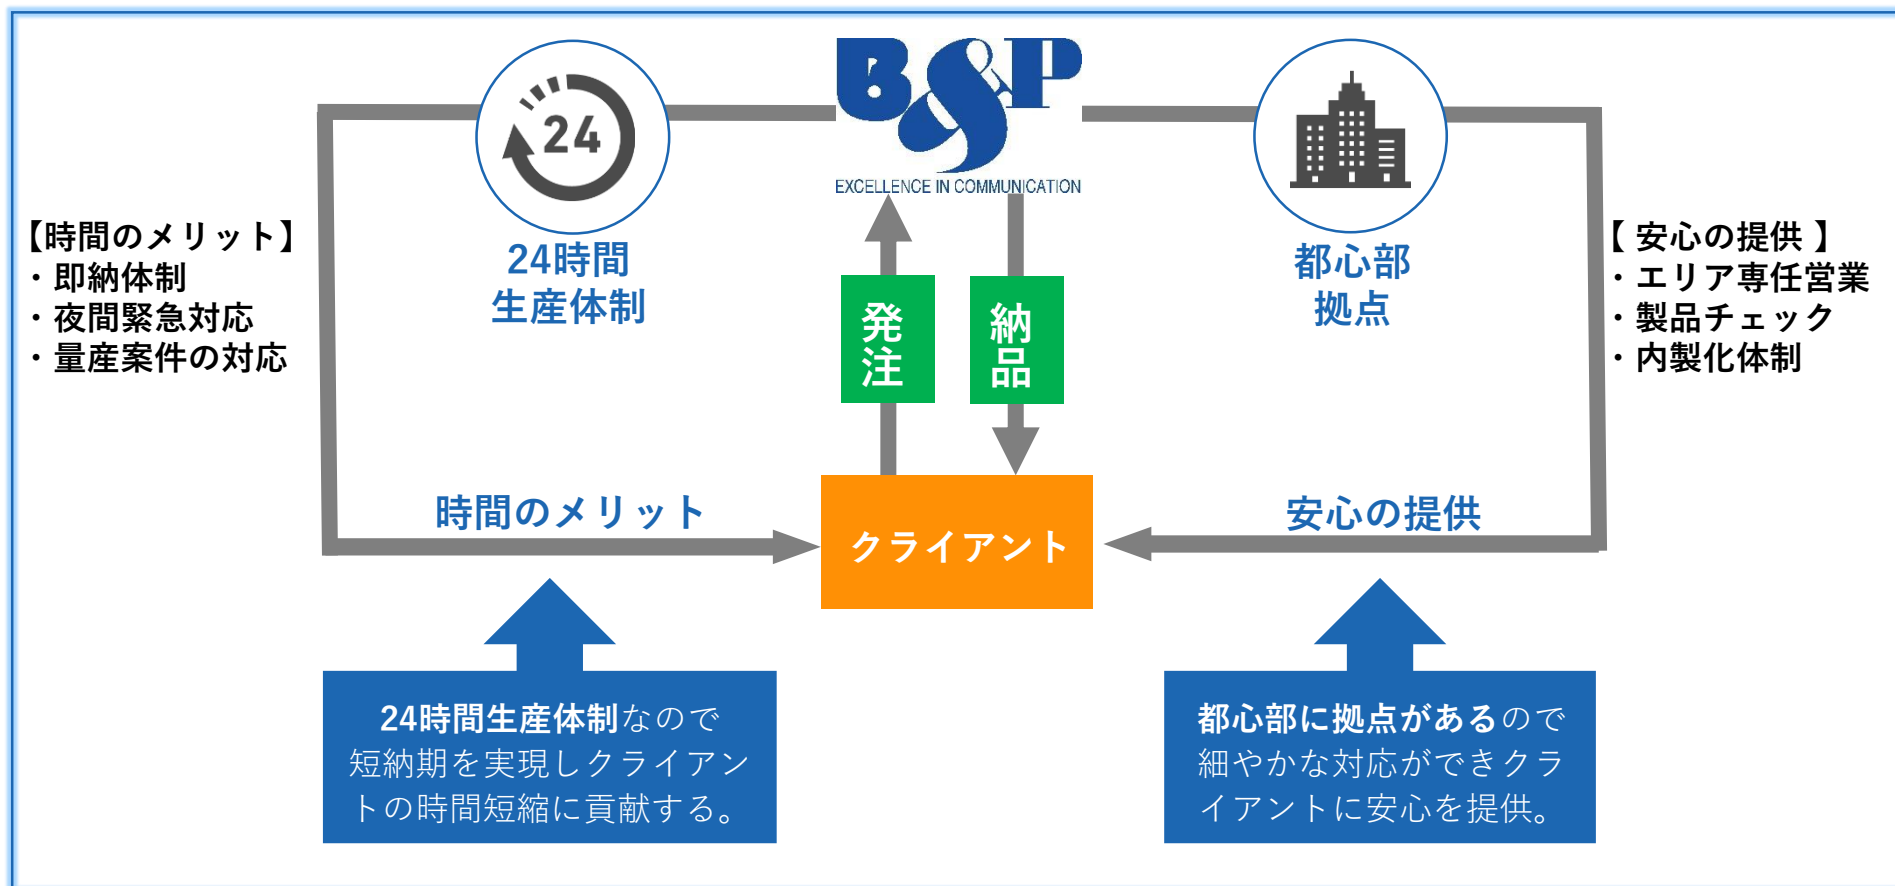 B&P
EXCELLENCE IN COMMUNICATION
24
24時間
生産体制
都心部
拠点
【時間のメリット】
・即納体制
・夜間緊急対応
・量産案件の対応
発注
納品
【 安心の提供 】
・エリア専任営業
・製品チェック
・内製化体制
時間のメリット
クライアント
安心の提供
24時間生産体制なので
短納期を実現しクライアン
トの時間短縮に貢献する。
都心部に拠点があるので
細やかな対応ができクラ
イアントに安心を提供。